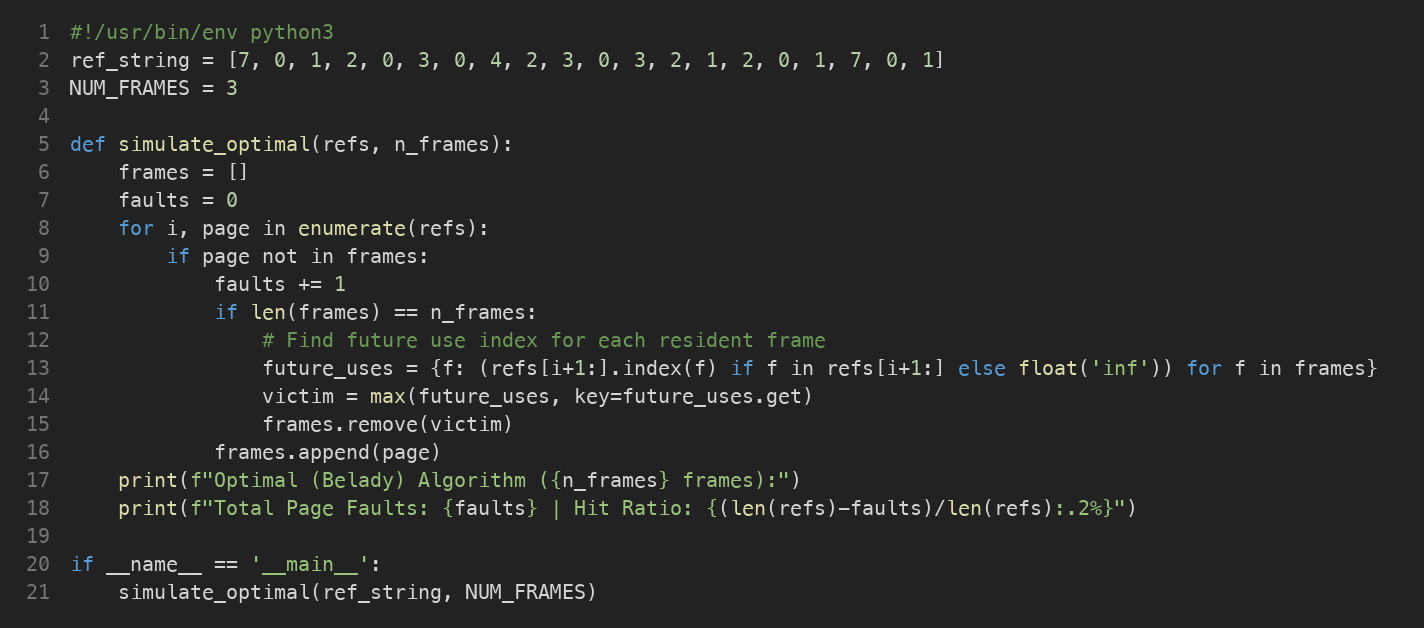 1 #!/usr/bin/env python3
2 ref_string = [7, 0, 1, 2, 0, 3, 0, 4, 2, 3, 0, 3, 2, 1, 2, 0, 1, 7, 0, 1]
3 NUM_FRAMES = 3
4
5 def simulate_optimal(refs, n_frames):
6     frames = []
7     faults = 0
8     for i, page in enumerate(refs):
9         if page not in frames:
10             faults += 1
11             if len(frames) == n_frames:
12                 # Find future use index for each resident frame
13                 future_uses = {f: (refs[i+1:].index(f) if f in refs[i+1:] else float('inf')) for f in frames}
14                 victim = max(future_uses, key=future_uses.get)
15                 frames.remove(victim)
16             frames.append(page)
17     print(f"Optimal (Belady) Algorithm ({n_frames} frames):")
18     print(f"Total Page Faults: {faults} | Hit Ratio: {(len(refs)-faults)/len(refs):.2%}")
19
20 if __name__ == '__main__':
21     simulate_optimal(ref_string, NUM_FRAMES)